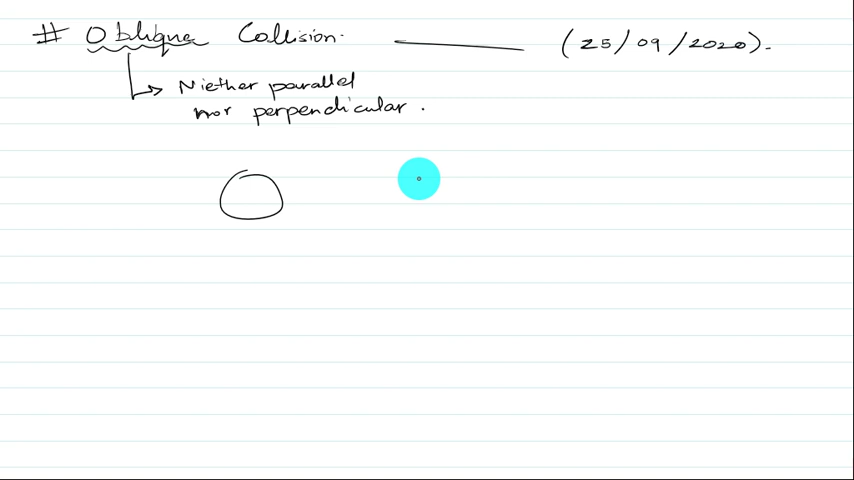 # Oblique Collision. ——— (25/09/2020).
↳ Niether parallel
nor perpendicular.